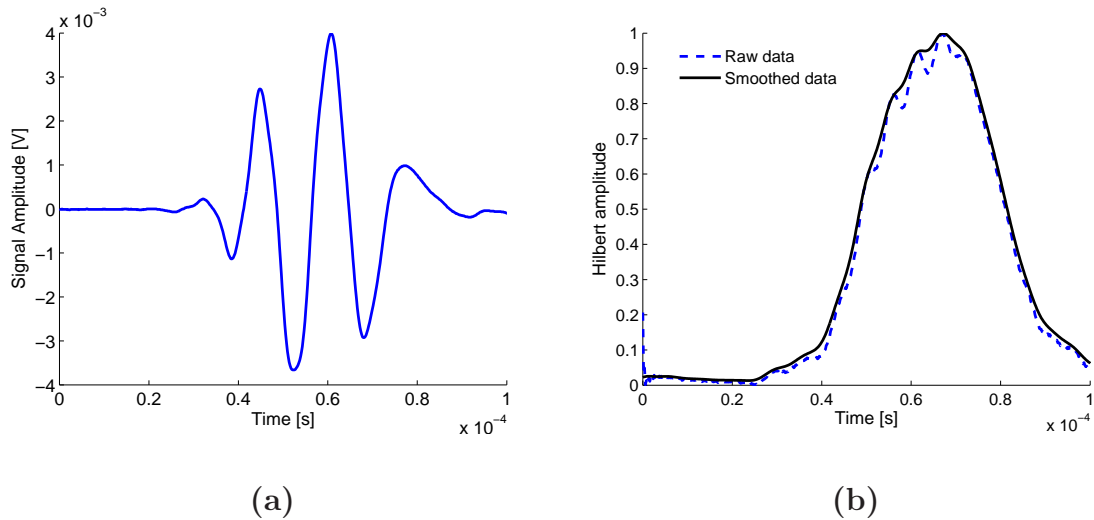 x 10⁻³
4
3
2
1
0
−1
−2
−3
−4
Signal Amplitude [V]
0
0.2
0.4
0.6
0.8
1
Time [s]
x 10⁻⁴
(a)
1
0.9
0.8
0.7
0.6
0.5
0.4
0.3
0.2
0.1
0
Hilbert amplitude
Raw data
Smoothed data
0
0.2
0.4
0.6
0.8
1
Time [s]
x 10⁻⁴
(b)